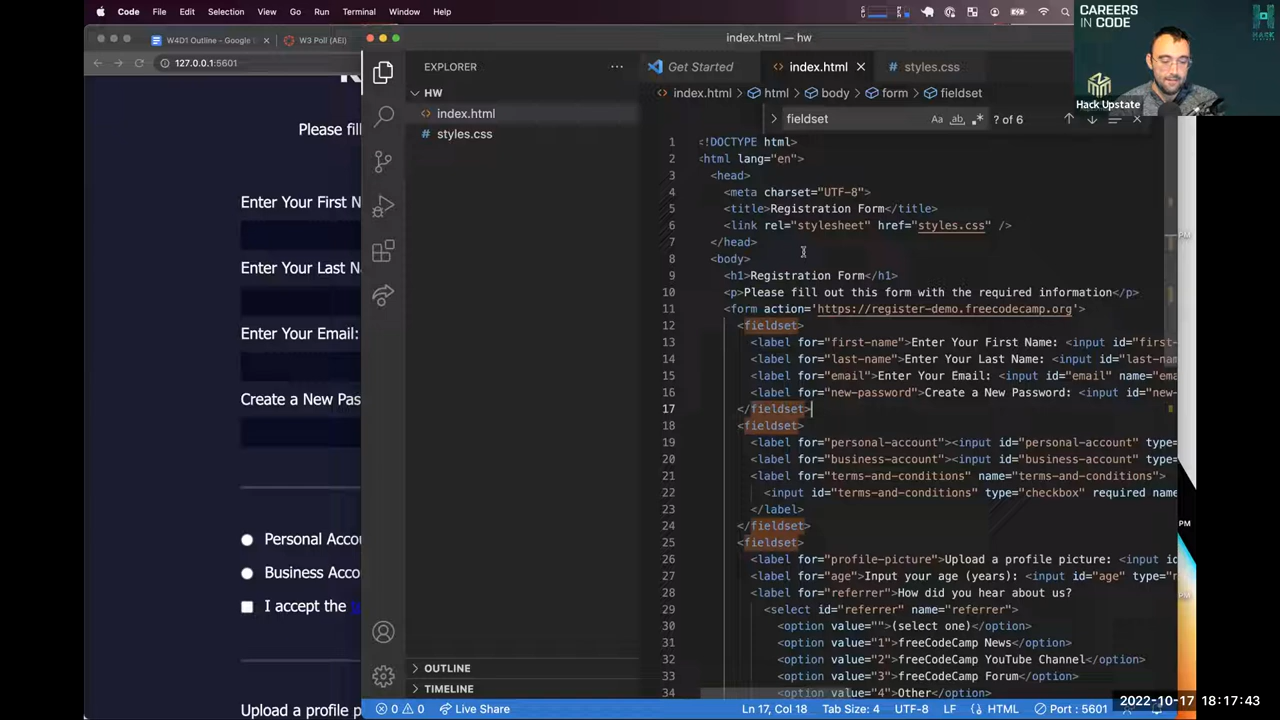 Code File Edit Selection View Go Run Terminal Window Help
CAREERS
IN CODE
Hack Upstate
W4D1 Outline - Google
W3 Poll (AEI)
127.0.0.1:5601
Please fil
Enter Your First N
Enter Your Last Na
Enter Your Email:
Create a New Pas
Personal Accou
Business Acco
I accept the
Upload a profile p
index.html — hw
EXPLORER
HW
index.html
styles.css
OUTLINE
TIMELINE
Get Started
index.html
styles.css
index.html > html > body > form > fieldset
fieldset Aa ab ? of 6
1 <!DOCTYPE html>
2 <html lang="en">
3 <head>
4 <meta charset="UTF-8">
5 <title>Registration Form</title>
6 <link rel="stylesheet" href="styles.css" />
7 </head>
8 <body>
9 <h1>Registration Form</h1>
10 <p>Please fill out this form with the required information</p>
11 <form action='https://register-demo.freecodecamp.org'>
12 <fieldset>
13 <label for="first-name">Enter Your First Name: <input id="first-
14 <label for="last-name">Enter Your Last Name: <input id="last-nam
15 <label for="email">Enter Your Email: <input id="email" name="ema
16 <label for="new-password">Create a New Password: <input id="new-
17 </fieldset>
18 <fieldset>
19 <label for="personal-account"><input id="personal-account" type=
20 <label for="business-account"><input id="business-account" type=
21 <label for="terms-and-conditions" name="terms-and-conditions">
22 <input id="terms-and-conditions" type="checkbox" required name
23 </label>
24 </fieldset>
25 <fieldset>
26 <label for="profile-picture">Upload a profile picture: <input id
27 <label for="age">Input your age (years): <input id="age" type="n
28 <label for="referrer">How did you hear about us?
29 <select id="referrer" name="referrer">
30 <option value="">(select one)</option>
31 <option value="1">freeCodeCamp News</option>
32 <option value="2">freeCodeCamp YouTube Channel</option>
33 <option value="3">freeCodeCamp Forum</option>
34 <option value="4">Other</option>
PM
PM
PM
0 0 Live Share Ln 17, Col 18 Tab Size: 4 UTF-8 LF HTML Port : 5601
2022-10-17 18:17:43